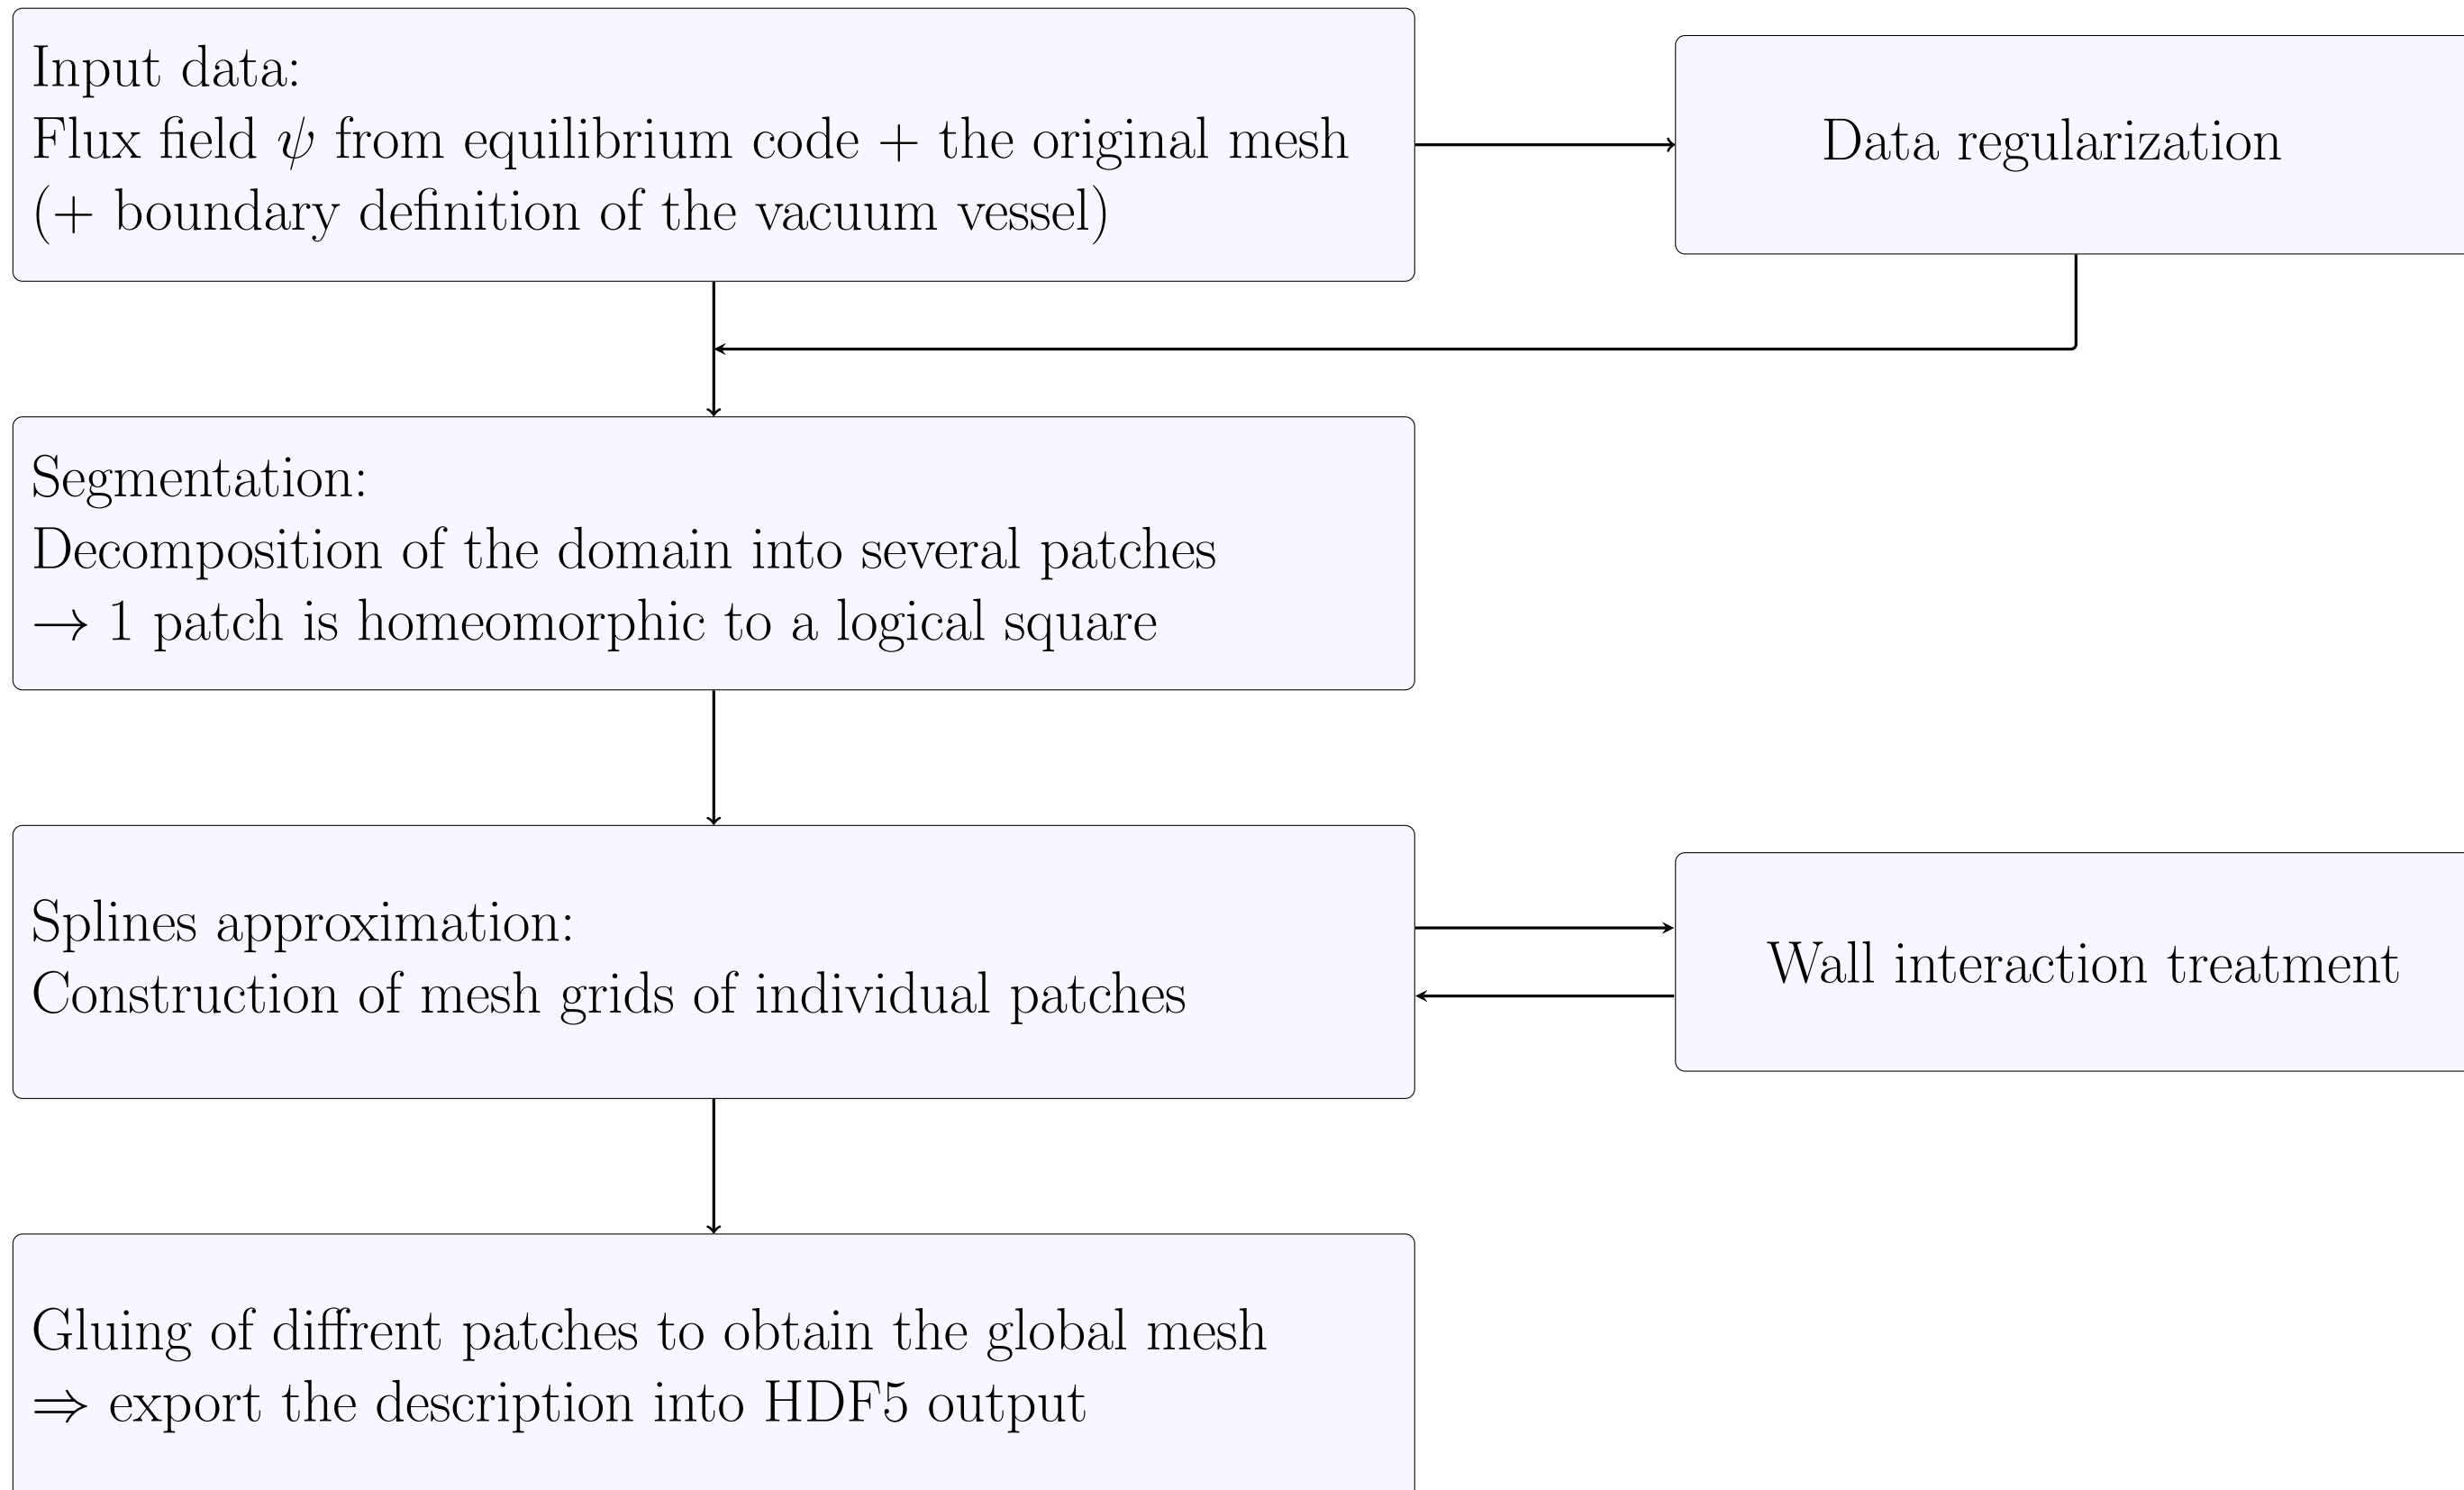 Input data:
Flux field ψ from equilibrium code + the original mesh
(+ boundary definition of the vacuum vessel)
Data regularization
Segmentation:
Decomposition of the domain into several patches
→ 1 patch is homeomorphic to a logical square
Splines approximation:
Construction of mesh grids of individual patches
Wall interaction treatment
Gluing of diffrent patches to obtain the global mesh
⇒ export the description into HDF5 output